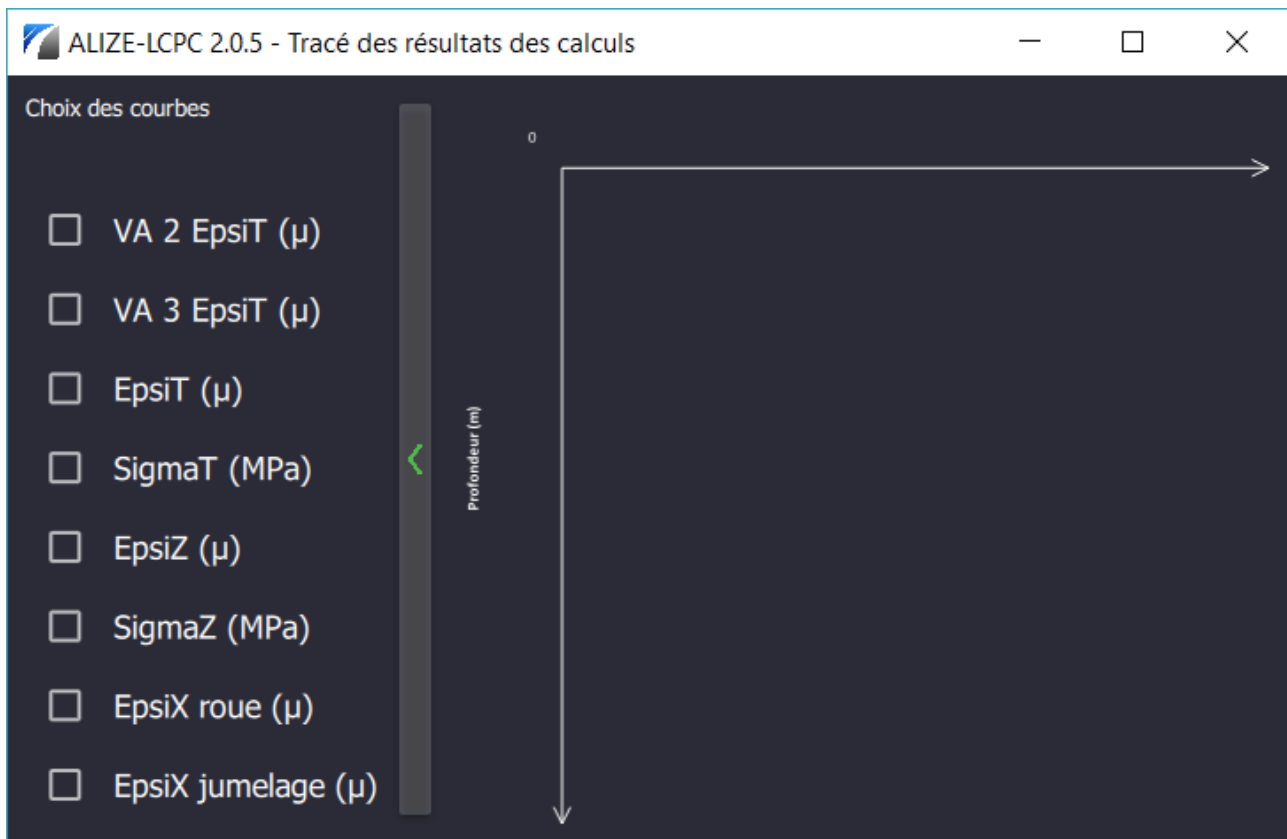 ALIZE-LCPC 2.0.5 - Tracé des résultats des calculs
Choix des courbes
VA 2 EpsiT (µ)
VA 3 EpsiT (µ)
EpsiT (µ)
SigmaT (MPa)
EpsiZ (µ)
SigmaZ (MPa)
EpsiX roue (µ)
EpsiX jumelage (µ)
0
Profondeur (m)